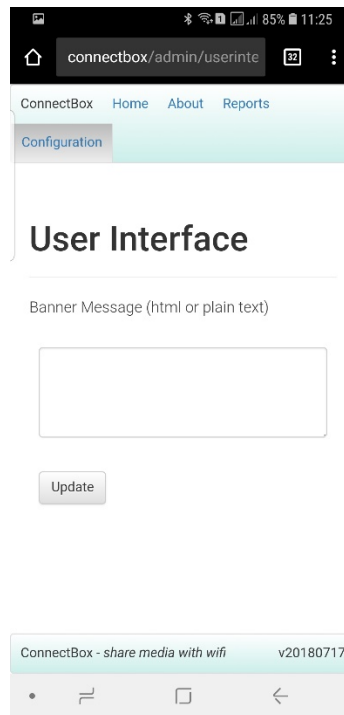 1 85% 11:25
connectbox/admin/userinte 32
ConnectBox Home About Reports
Configuration
User Interface
Banner Message (html or plain text)
Update
ConnectBox - share media with wifi v20180717